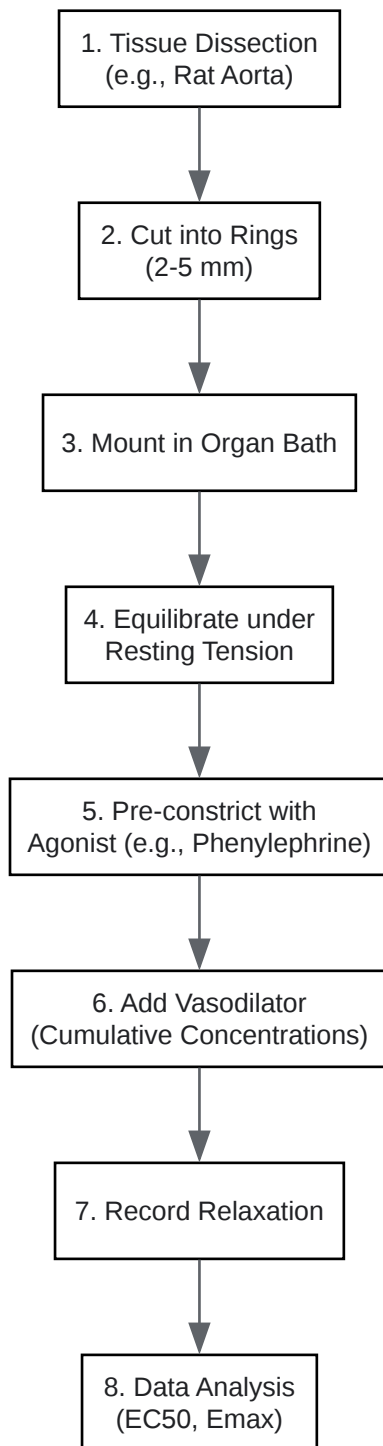 1. Tissue Dissection
(e.g., Rat Aorta)
2. Cut into Rings
(2-5 mm)
3. Mount in Organ Bath
4. Equilibrate under
Resting Tension
5. Pre-constrict with
Agonist (e.g., Phenylephrine)
6. Add Vasodilator
(Cumulative Concentrations)
7. Record Relaxation
8. Data Analysis
(EC50, Emax)